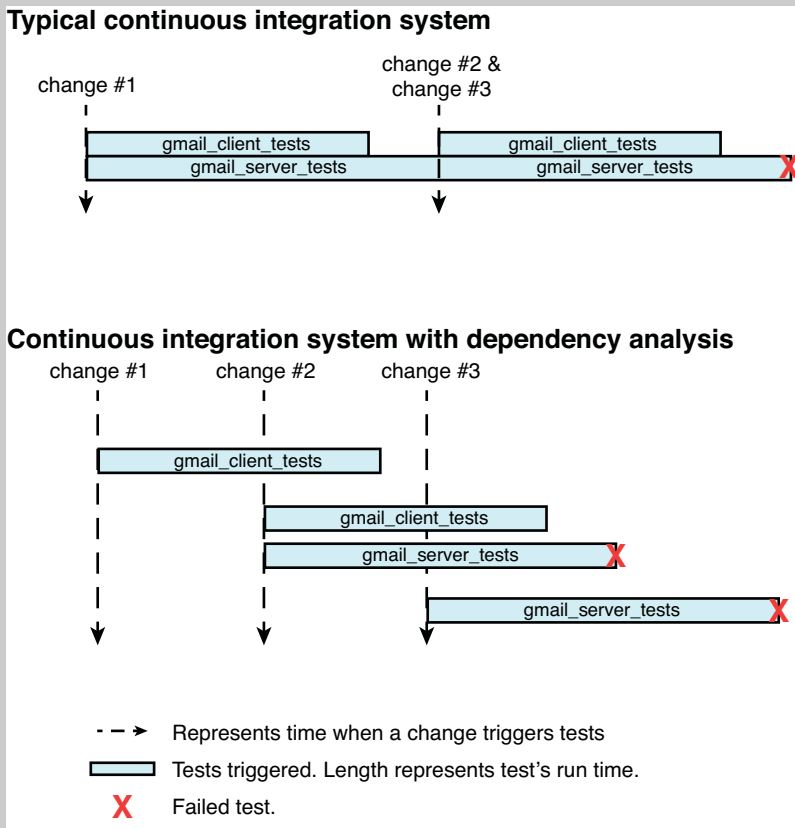 Typical continuous integration system
change #1
change #2 &
change #3
gmail_client_tests
gmail_client_tests
gmail_server_tests
gmail_server_tests
X
Continuous integration system with dependency analysis
change #1
change #2
change #3
gmail_client_tests
gmail_client_tests
gmail_server_tests
X
gmail_server_tests
X
Represents time when a change triggers tests
Tests triggered. Length represents test's run time.
X Failed test.